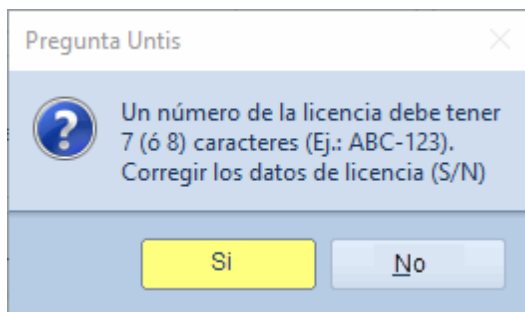 Pregunta Untis
Un número de la licencia debe tener
7 (ó 8) caracteres (Ej.: ABC-123).
Corregir los datos de licencia (S/N)
Si
No